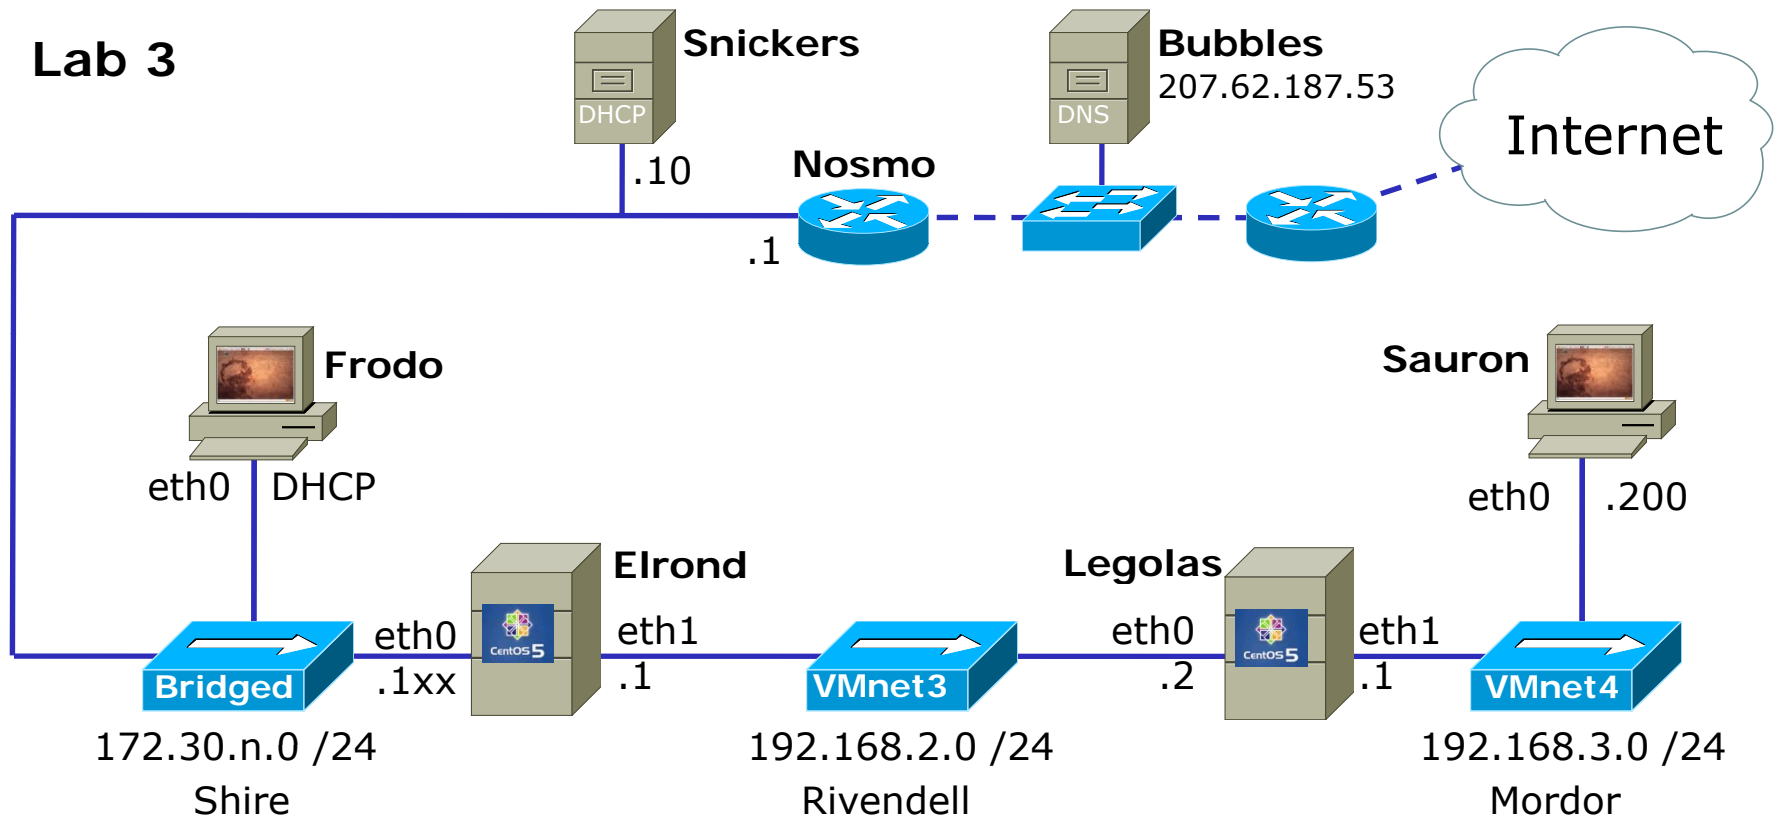 Lab 3
Snickers
DHCP
.10
Bubbles
207.62.187.53
DNS
Internet
Nosmo
.1
Frodo
eth0
DHCP
Sauron
eth0
.200
Elrond
eth0
.1xx
CentOS 5
eth1
.1
Legolas
eth0
.2
CentOS 5
eth1
.1
Bridged
VMnet3
VMnet4
172.30.n.0 /24
192.168.2.0 /24
192.168.3.0 /24
Shire
Rivendell
Mordor